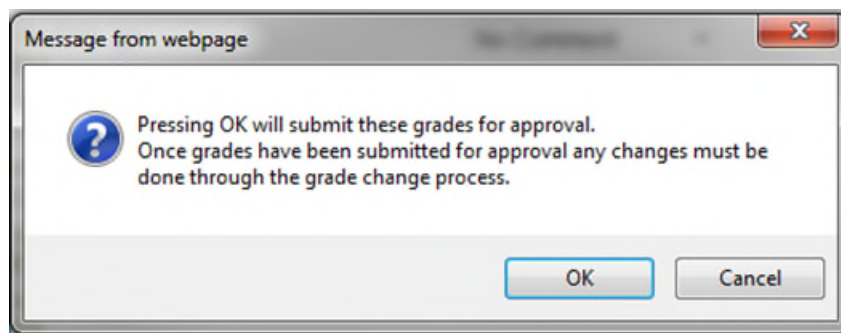 Message from webpage
Pressing OK will submit these grades for approval.
Once grades have been submitted for approval any changes must be
done through the grade change process.
OK
Cancel